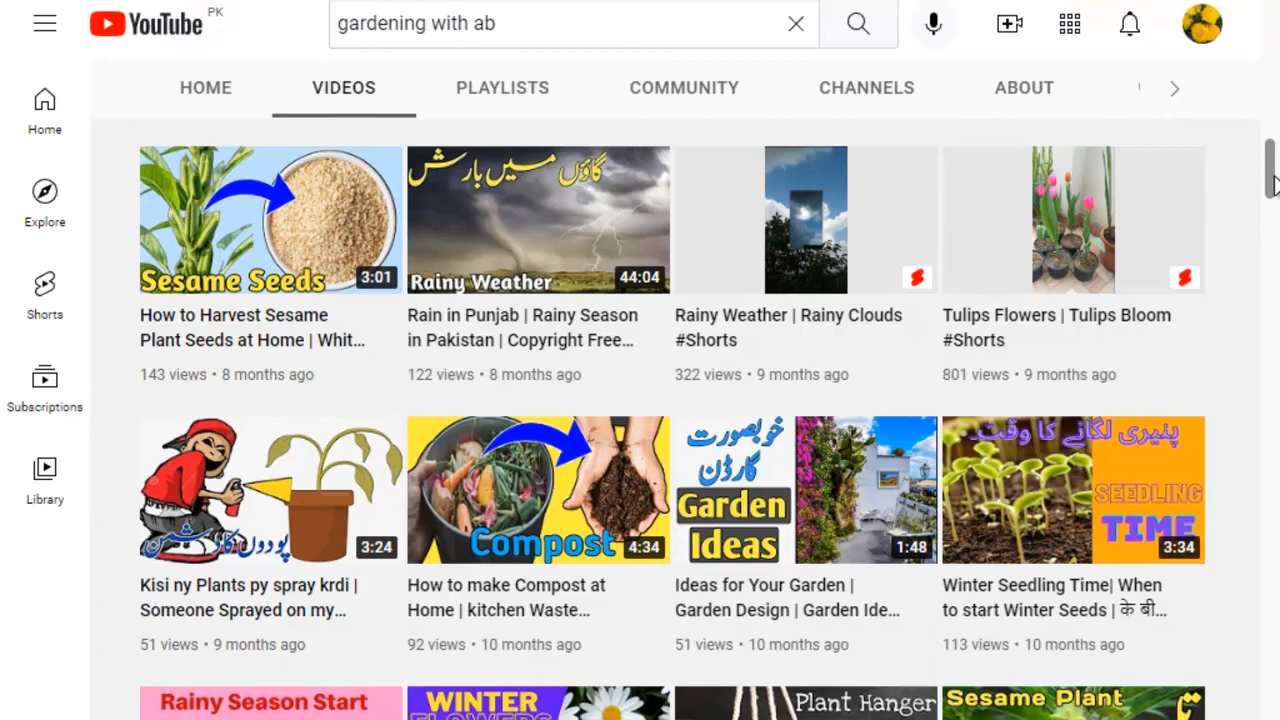 YouTube PK
gardening with ab
HOME VIDEOS PLAYLISTS COMMUNITY CHANNELS ABOUT
Home
Explore
Shorts
Subscriptions
Library
Sesame Seeds
3:01
How to Harvest Sesame
Plant Seeds at Home | Whit...
143 views • 8 months ago
گاؤں میں بارش
Rainy Weather
44:04
Rain in Punjab | Rainy Season
in Pakistan | Copyright Free...
122 views • 8 months ago
Rainy Weather | Rainy Clouds
#Shorts
322 views • 9 months ago
Tulips Flowers | Tulips Bloom
#Shorts
801 views • 9 months ago
پودوں کا دشمن
3:24
Kisi ny Plants py spray krdi |
Someone Sprayed on my...
51 views • 9 months ago
Compost
4:34
How to make Compost at
Home | kitchen Waste...
92 views • 10 months ago
خوبصورت
گارڈن
Garden
Ideas
1:48
Ideas for Your Garden |
Garden Design | Garden Ide...
51 views • 10 months ago
پنیری لگانے کا وقت
SEEDLING
TIME
3:34
Winter Seedling Time| When
to start Winter Seeds | के बी...
113 views • 10 months ago
Rainy Season Start
WINTER
FLOWERS
Plant Hanger
Sesame Plant